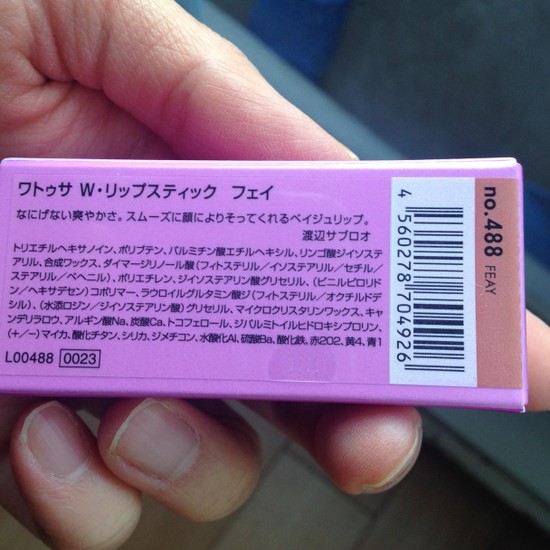 ワトゥサ W・リップスティック フェイ
なにげない爽やかさ。スムーズに顔によりそってくれるベイジュリップ。
渡辺サブロオ
トリエチルヘキサノイン、ポリブテン、パルミチン酸エチルヘキシル、リンゴ酸ジイソステ
アリル、合成ワックス、ダイマージリノール酸(フィトステリル/イソステアリル/セチル/
ステアリル/ベヘニル)、ポリエチレン、ジイソステアリン酸グリセリル、(ビニルピロリド
ン/ヘキサデセン)コポリマー、ラウロイルグルタミン酸ジ(フィトステリル/オクチルドデ
シル)、(水添ロジン/ジイソステアリン酸)グリセリル、マイクロクリスタリンワックス、キャ
ンデリラロウ、アルギン酸Na、炭酸Ca、トコフェロール、ジパルミトイルヒドロキシプロリン、
(+/-)マイカ、酸化チタン、シリカ、ジメチコン、水酸化Al、硫酸Ba、酸化鉄、赤202、黄4、青1
L00488 0023
4 560278 704926
no.488 FEAY